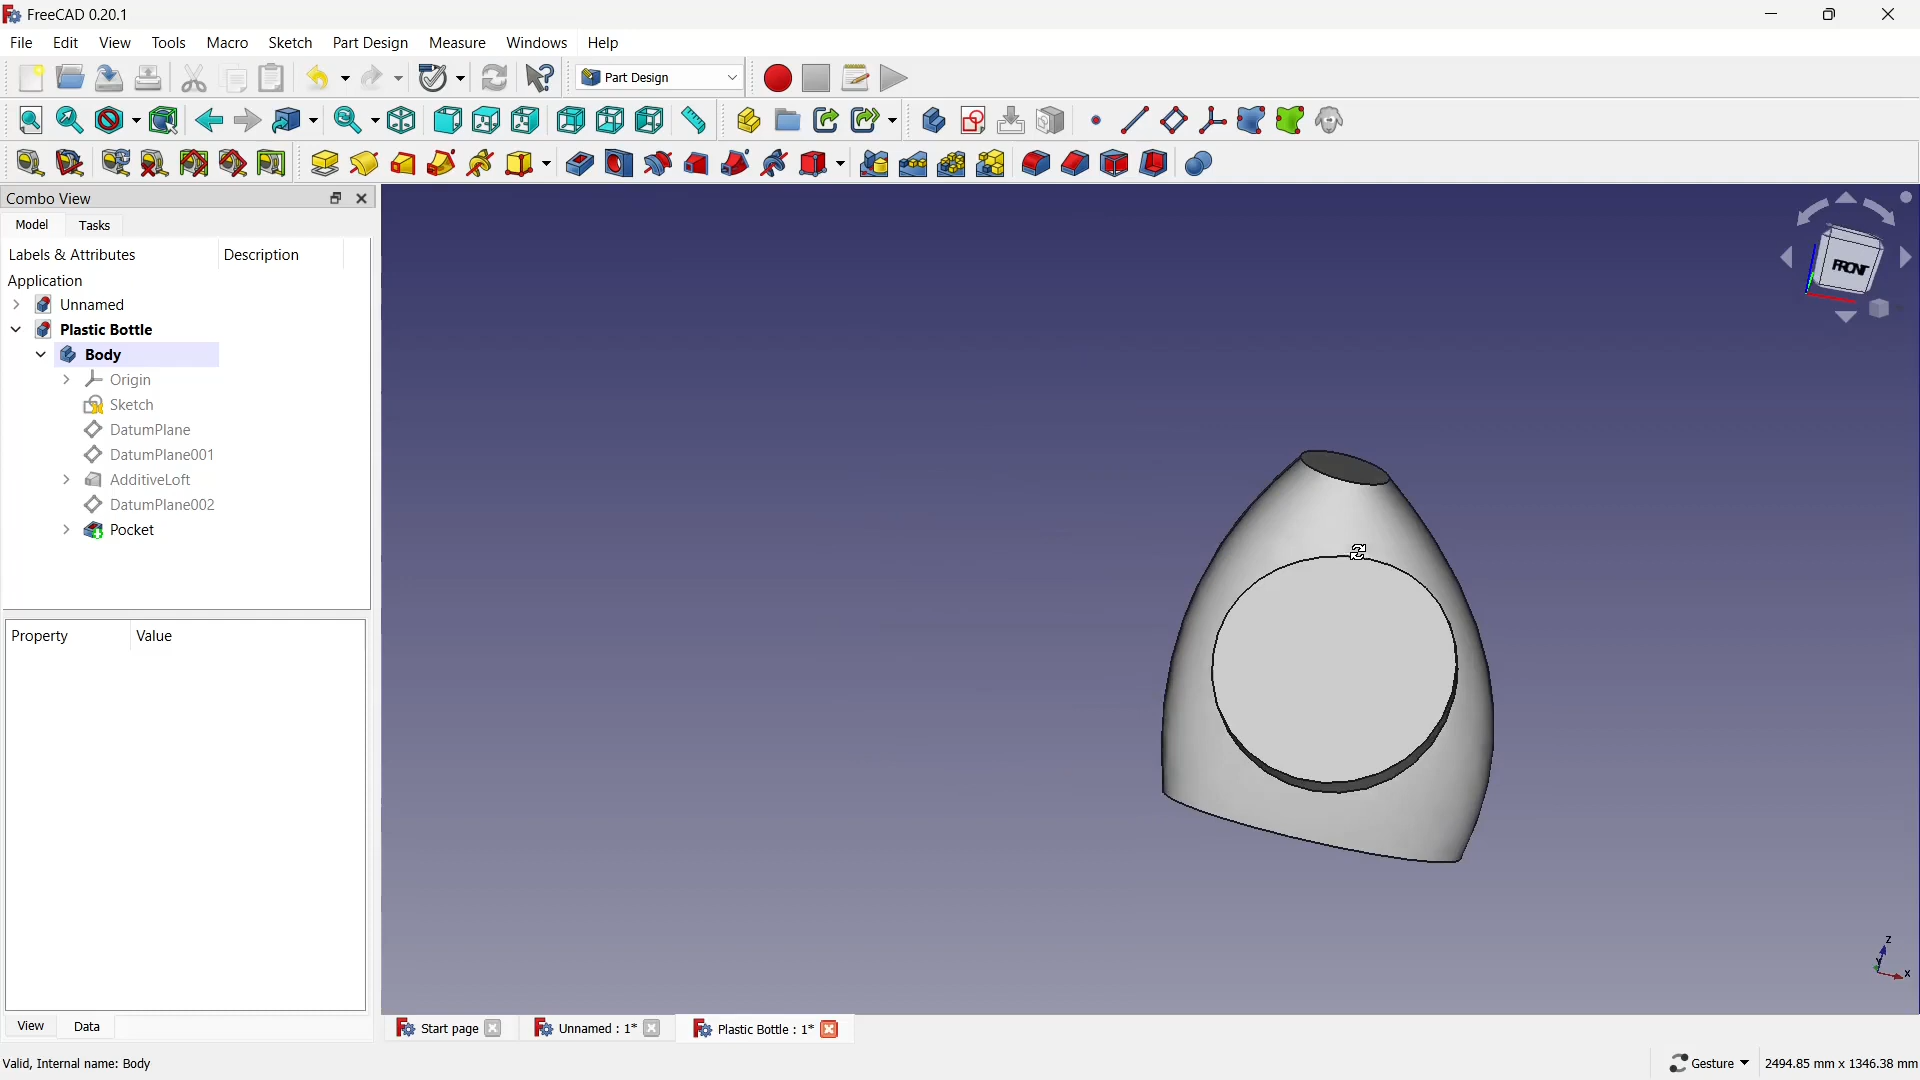 FreeCAD 0.20.1
File Edit View Tools Macro Sketch Part Design Measure Windows Help
Part Design
Combo View
Model Tasks
Labels & Attributes Description
Application
Unnamed
Plastic Bottle
Body
Origin
Sketch
DatumPlane
DatumPlane001
AdditiveLoft
DatumPlane002
Pocket
Property Value
FRONT
Z
Y
X
View Data
Start page Unnamed : 1* Plastic Bottle : 1*
Valid, Internal name: Body
Gesture 2494.85 mm x 1346.38 mm